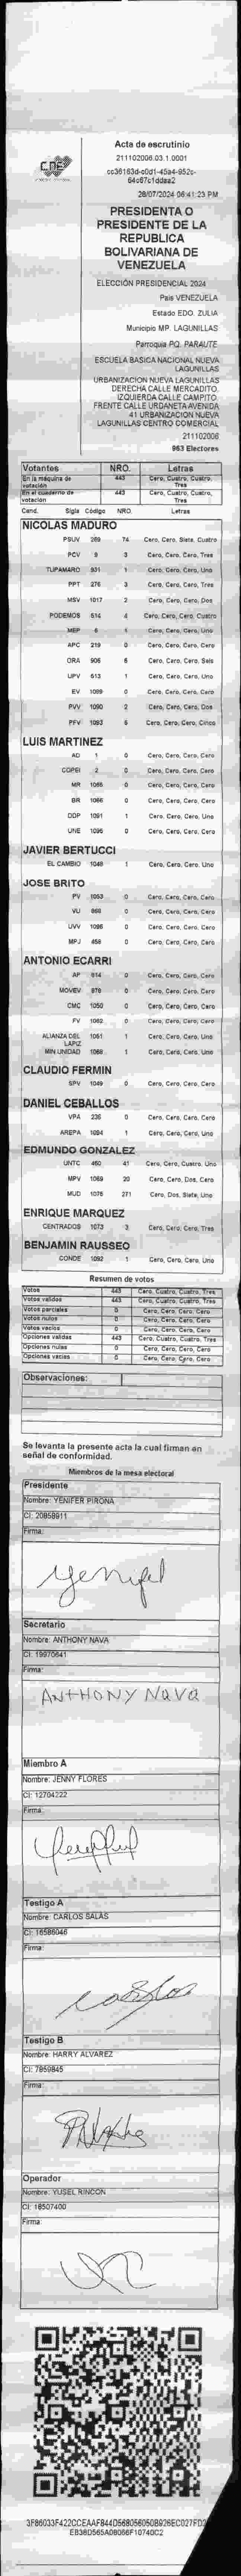 CNE
Acta de escrutinio
211102006.03.1.0001
28/07/2024 06:41:23 PM
PRESIDENTA O
PRESIDENTE DE LA
REPUBLICA
BOLIVARIANA DE
VENEZUELA
ELECCIÓN PRESIDENCIAL 2024
País VENEZUELA
Estado EDO. ZULIA
Municipio MP. LAGUNILLAS
Parroquia PQ. PARAUTE
ESCUELA BASICA NACIONAL NUEVA
LAGUNILLAS
URBANIZACION NUEVA LAGUNILLAS
DERECHA CALLE MERCADITO.
IZQUIERDA CALLE CAMPITO.
FRENTE CALLE URDANETA AVENIDA
41 URBANIZACION NUEVA
LAGUNILLAS CENTRO COMERCIAL
211102006
963 Electores
Votantes NRO. Letras
En la máquina de votación 443 Cero, Cuatro, Cuatro, Tres
En el cuaderno de votación 443 Cero, Cuatro, Cuatro, Tres
Cand. Sigla Código NRO. Letras
NICOLAS MADURO
PSUV 269 74 Cero, Cero, Siete, Cuatro
PCV 9 3 Cero, Cero, Cero, Tres
TUPAMARO 931 1 Cero, Cero, Cero, Uno
PPT 276 3 Cero, Cero, Cero, Tres
MSV 1017 2 Cero, Cero, Cero, Dos
PODEMOS 514 4 Cero, Cero, Cero, Cuatro
MEP 6 1 Cero, Cero, Cero, Uno
APC 219 0 Cero, Cero, Cero, Cero
ORA 906 6 Cero, Cero, Cero, Seis
UPV 613 1 Cero, Cero, Cero, Uno
EV 1089 0 Cero, Cero, Cero, Cero
PVV 1090 2 Cero, Cero, Cero, Dos
PFV 1093 5 Cero, Cero, Cero, Cinco
LUIS MARTINEZ
AD 1 0 Cero, Cero, Cero, Cero
COPEI 2 0 Cero, Cero, Cero, Cero
MR 1065 0 Cero, Cero, Cero, Cero
BR 1066 0 Cero, Cero, Cero, Cero
DDP 1091 1 Cero, Cero, Cero, Uno
UNE 1095 0 Cero, Cero, Cero, Cero
JAVIER BERTUCCI
EL CAMBIO 1048 1 Cero, Cero, Cero, Uno
JOSE BRITO
PV 1053 0 Cero, Cero, Cero, Cero
VU 868 0 Cero, Cero, Cero, Cero
UVV 1098 0 Cero, Cero, Cero, Cero
MPJ 458 0 Cero, Cero, Cero, Cero
ANTONIO ECARRI
AP 814 0 Cero, Cero, Cero, Cero
MOVEV 878 0 Cero, Cero, Cero, Cero
CMC 1050 0 Cero, Cero, Cero, Cero
FV 1062 0 Cero, Cero, Cero, Cero
ALIANZA DEL LAPIZ 1051 1 Cero, Cero, Cero, Uno
MIN UNIDAD 1068 1 Cero, Cero, Cero, Uno
CLAUDIO FERMIN
SPV 1049 0 Cero, Cero, Cero, Cero
DANIEL CEBALLOS
VPA 236 0 Cero, Cero, Cero, Cero
AREPA 1094 1 Cero, Cero, Cero, Uno
EDMUNDO GONZALEZ
UNTC 450 41 Cero, Cero, Cuatro, Uno
MPV 1069 20 Cero, Cero, Dos, Cero
MUD 1076 271 Cero, Dos, Siete, Uno
ENRIQUE MARQUEZ
CENTRADOS 1073 3 Cero, Cero, Cero, Tres
BENJAMIN RAUSSEO
CONDE 1092 1 Cero, Cero, Cero, Uno
Resumen de votos
Votos 443 Cero, Cuatro, Cuatro, Tres
Votos validos 443 Cero, Cuatro, Cuatro, Tres
Votos parciales 0 Cero, Cero, Cero, Cero
Votos nulos 0 Cero, Cero, Cero, Cero
Votos vacios 0 Cero, Cero, Cero, Cero
Opciones validas 443 Cero, Cuatro, Cuatro, Tres
Opciones nulas 0 Cero, Cero, Cero, Cero
Opciones vacias 0 Cero, Cero, Cero, Cero
Observaciones:
Se levanta la presente acta la cual firman en
señal de conformidad.
Miembros de la mesa electoral
Presidente
Nombre: YENIFER PIRONA
CI: 20858911
Firma:
Secretario
Nombre: ANTHONY NAVA
CI: 19970641
Firma:
ANTHONY NAVA
Miembro A
Nombre: JENNY FLORES
CI: 12704222
Firma:
Testigo A
Nombre: CARLOS SALAS
CI: 16586046
Firma:
Testigo B
Nombre: HARRY ALVAREZ
CI: 7859845
Firma:
Operador
Nombre: YUSEL RINCON
CI: 18507400
Firma: